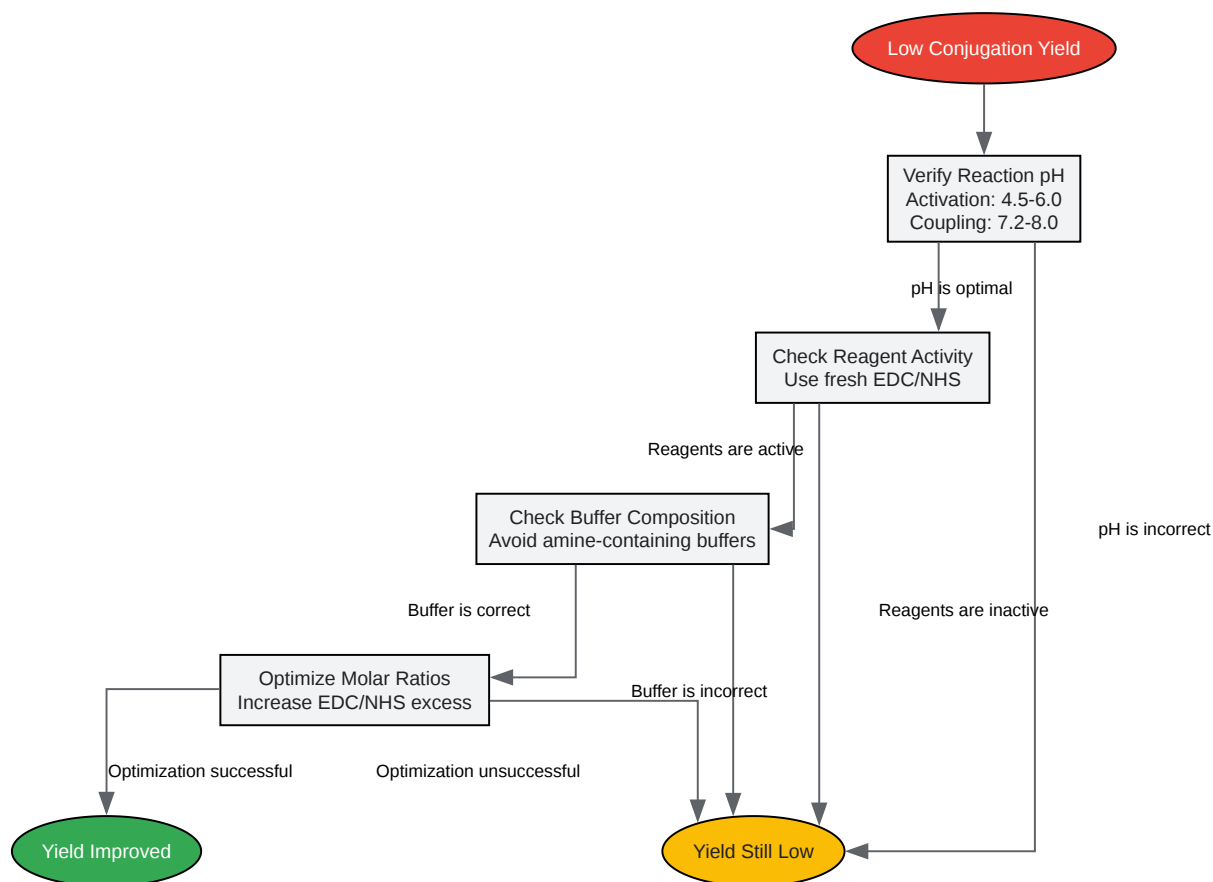 Low Conjugation Yield
Verify Reaction pH
Activation: 4.5-6.0
Coupling: 7.2-8.0
pH is optimal
Check Reagent Activity
Use fresh EDC/NHS
Reagents are active
Check Buffer Composition
Avoid amine-containing buffers
pH is incorrect
Buffer is correct
Reagents are inactive
Optimize Molar Ratios
Increase EDC/NHS excess
Buffer is incorrect
Optimization successful
Optimization unsuccessful
Yield Improved
Yield Still Low